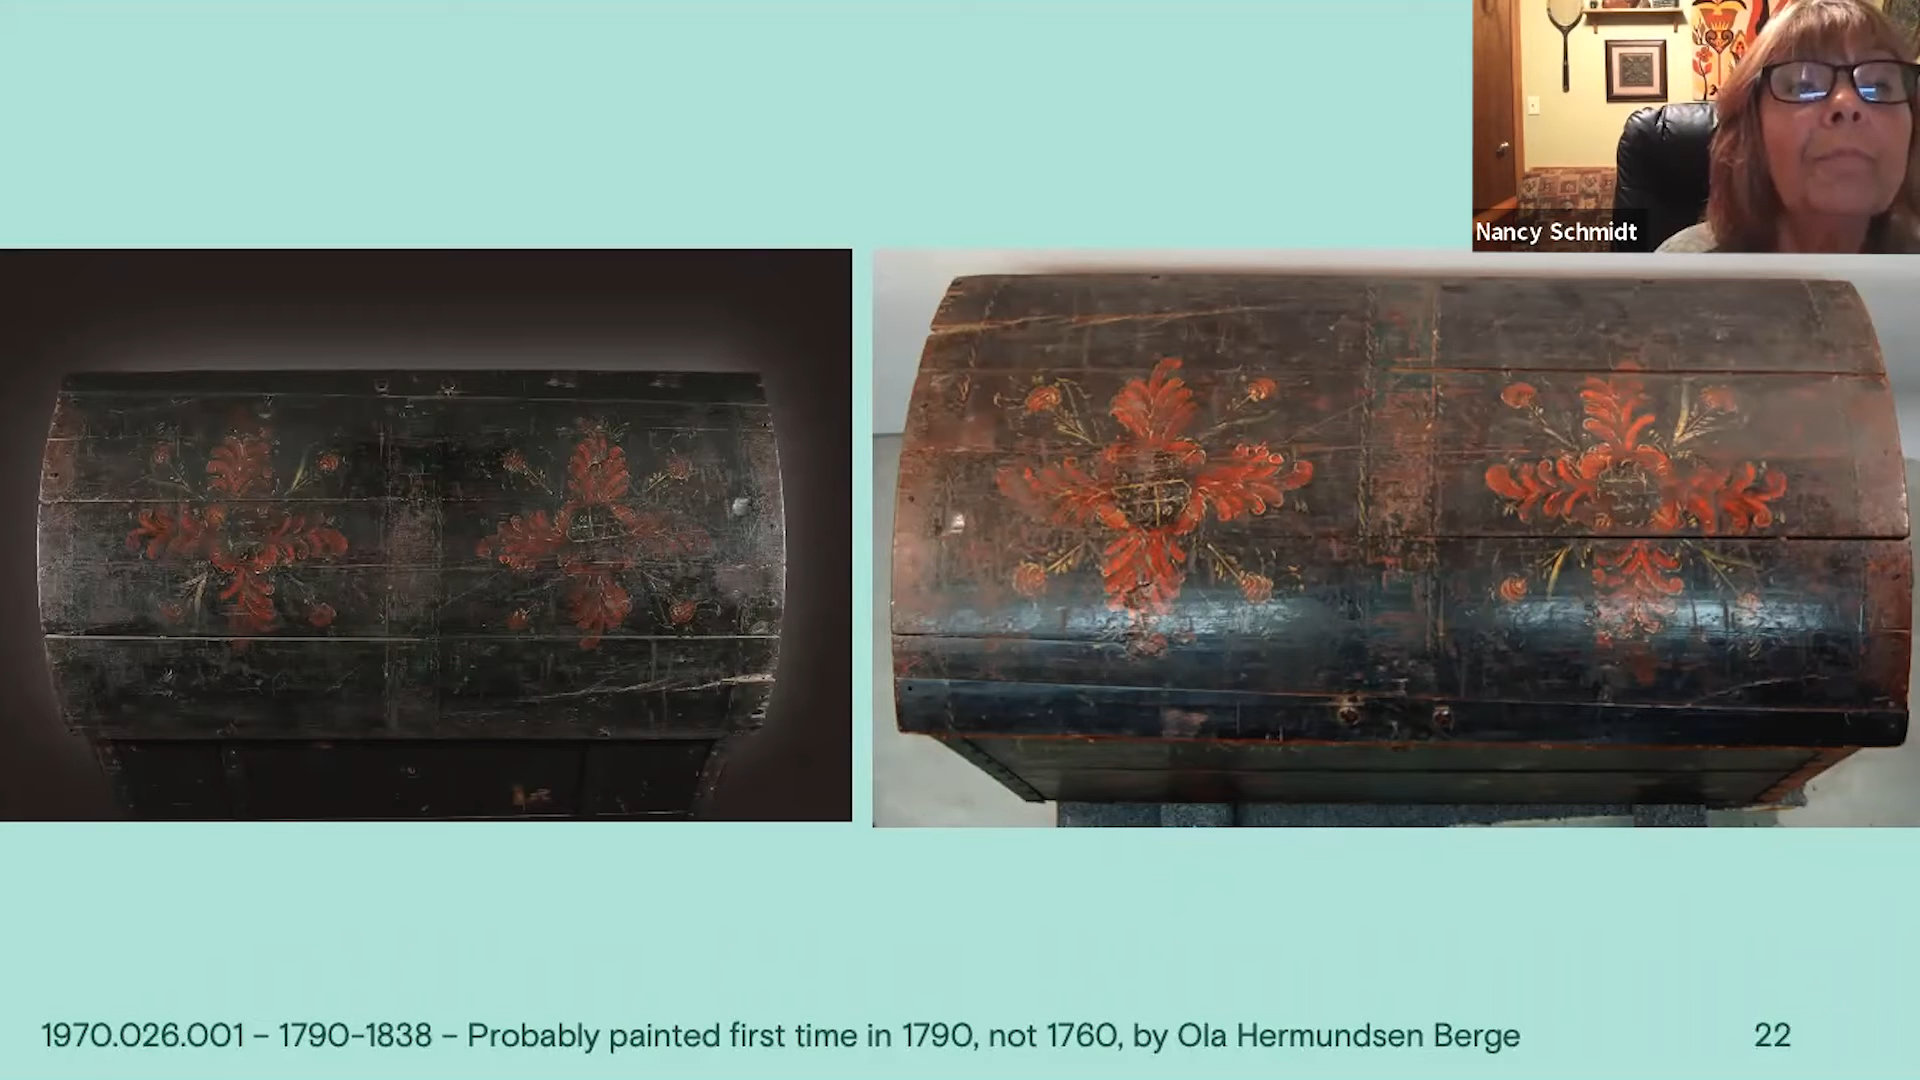 Nancy Schmidt
1970.026.001 – 1790-1838 – Probably painted first time in 1790, not 1760, by Ola Hermundsen Berge
22